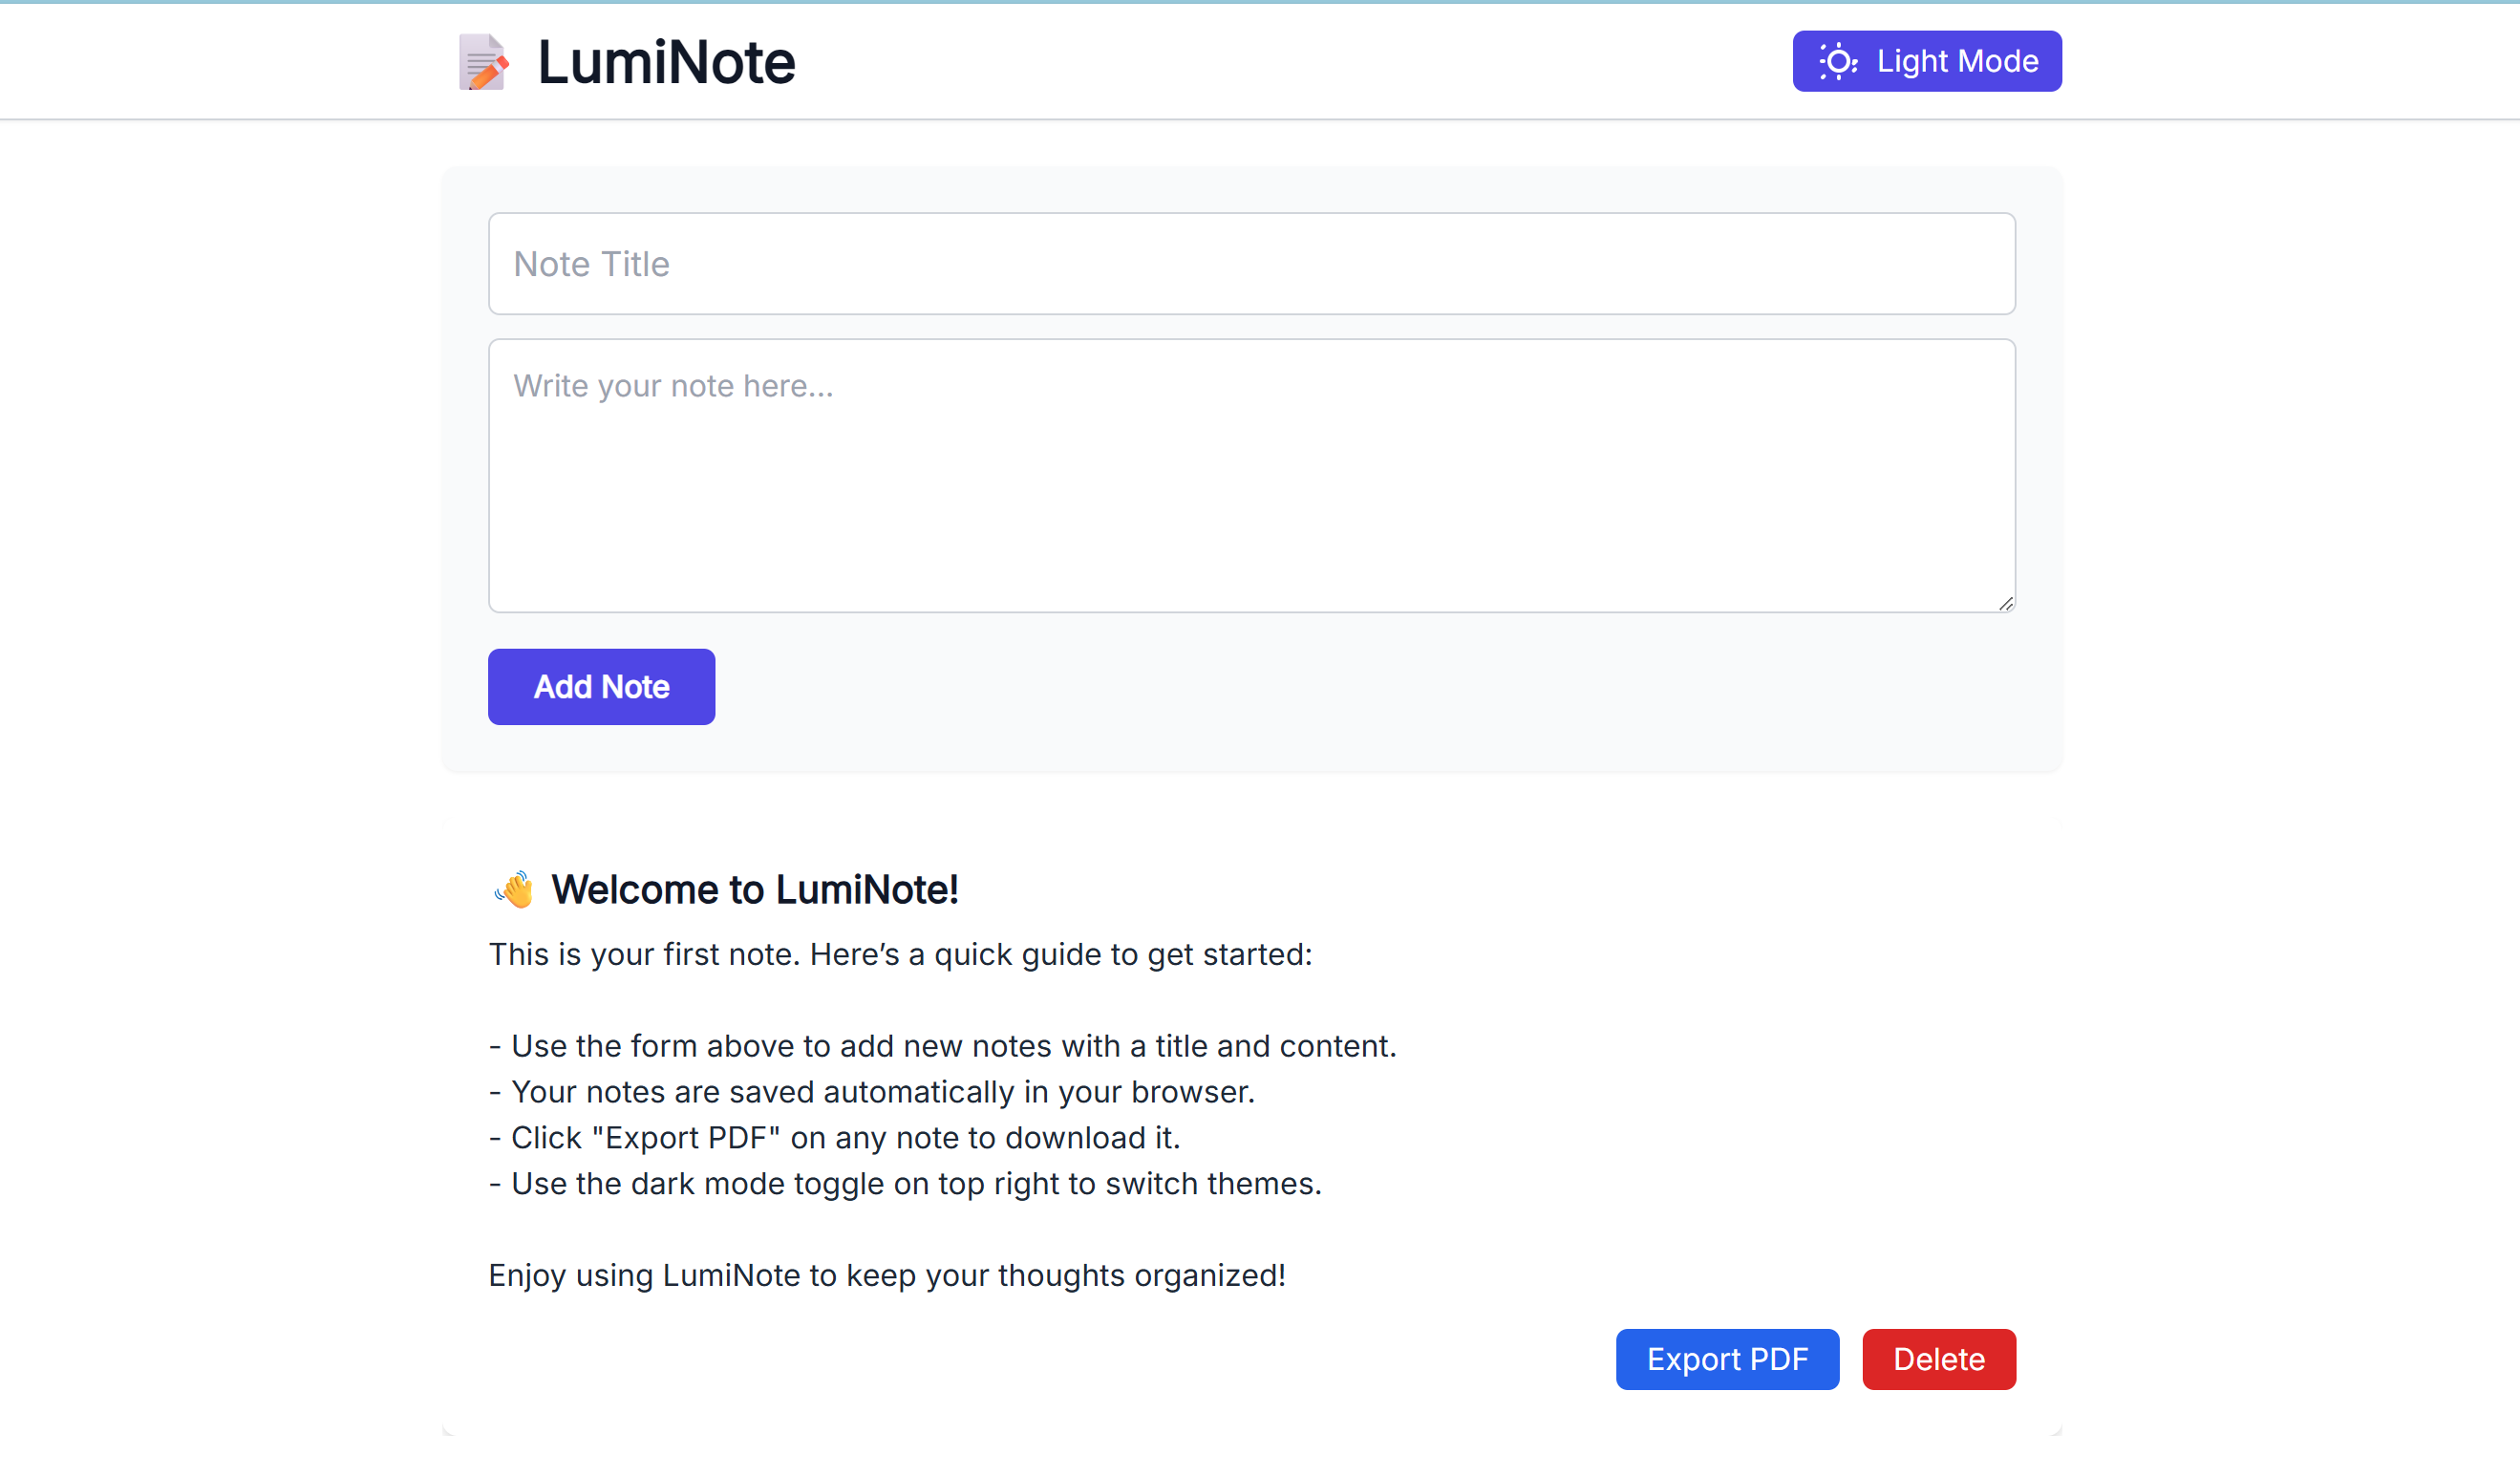 LumiNote
Light Mode
Note Title
Write your note here...
Add Note
👋 Welcome to LumiNote!
This is your first note. Here’s a quick guide to get started:
- Use the form above to add new notes with a title and content.
- Your notes are saved automatically in your browser.
- Click "Export PDF" on any note to download it.
- Use the dark mode toggle on top right to switch themes.
Enjoy using LumiNote to keep your thoughts organized!
Export PDF
Delete